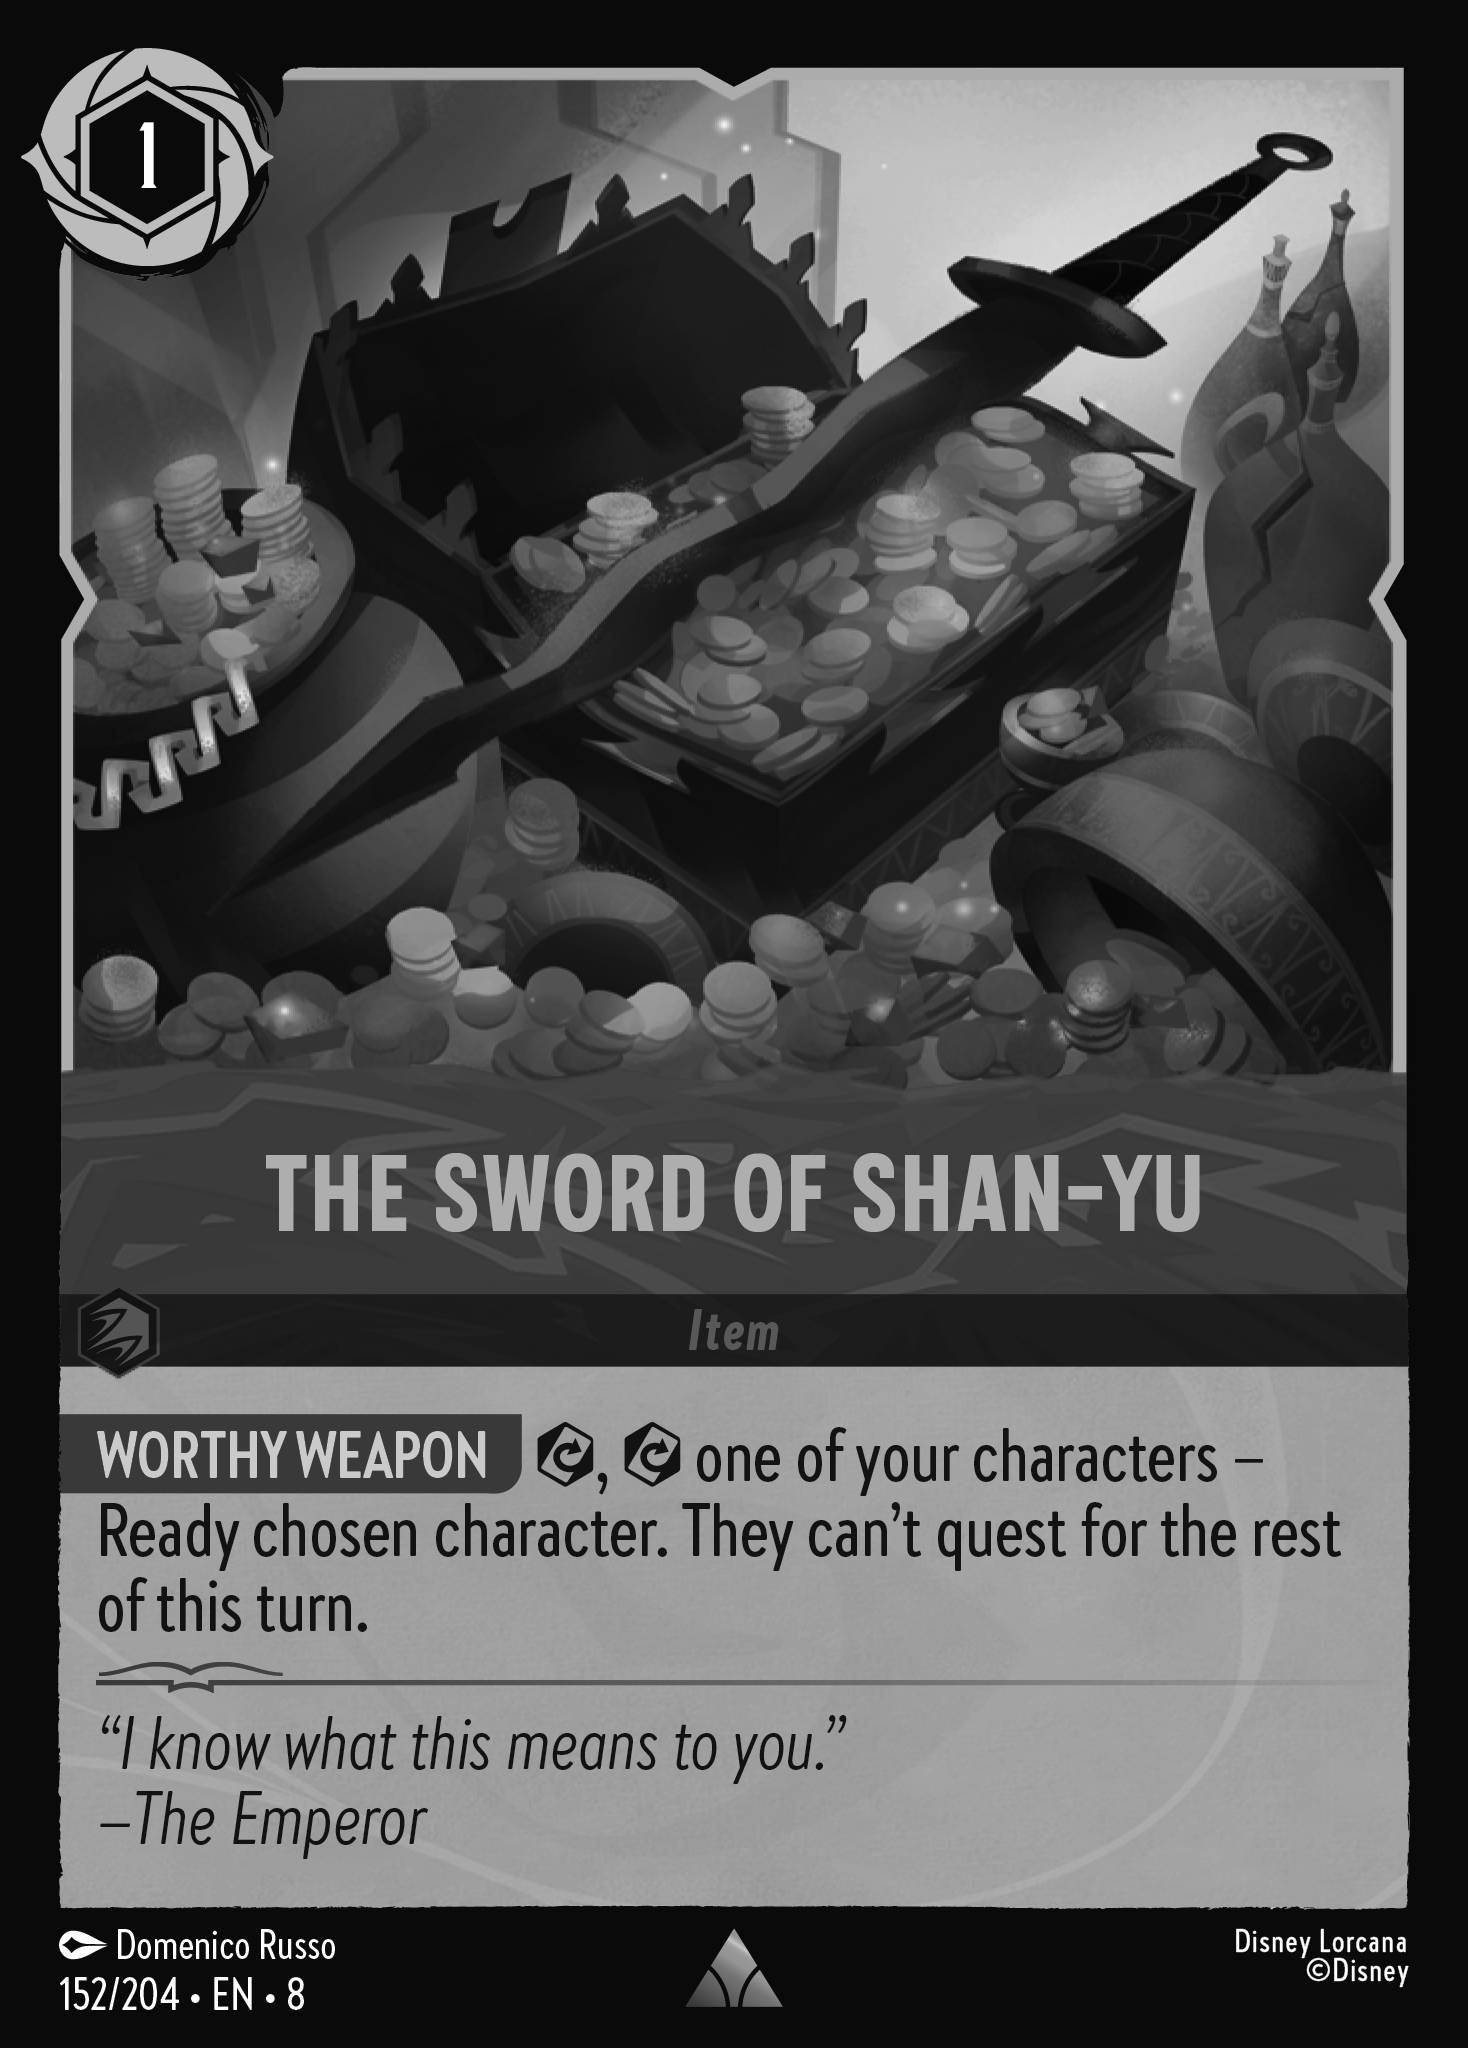 1
THE SWORD OF SHAN-YU
Item
WORTHY WEAPON , one of your characters –
Ready chosen character. They can’t quest for the rest
of this turn.
“I know what this means to you.”
–The Emperor
Domenico Russo
152/204 • EN • 8
Disney Lorcana
©Disney